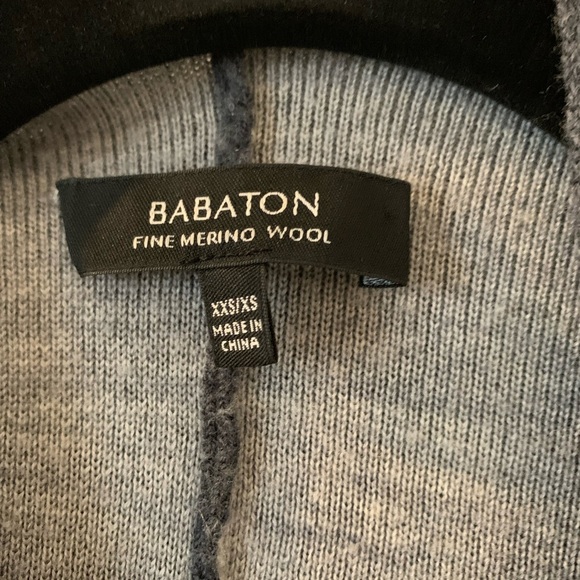 BABATON
FINE MERINO WOOL
XXS/XS
MADE IN
CHINA